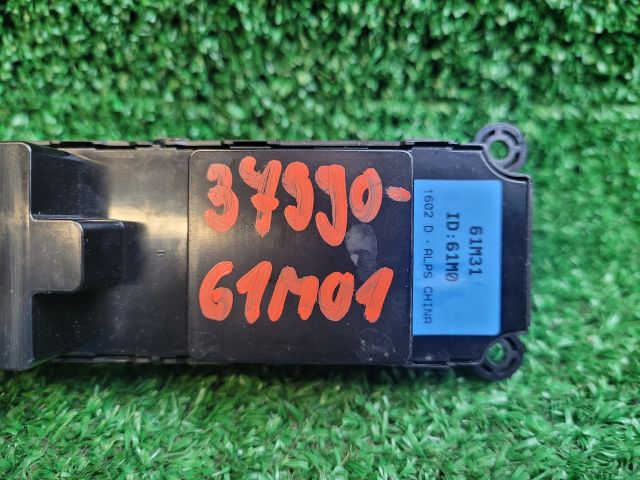 37990-
61M01
61M31
ID:61M0
1602 D · ALPS CHINA